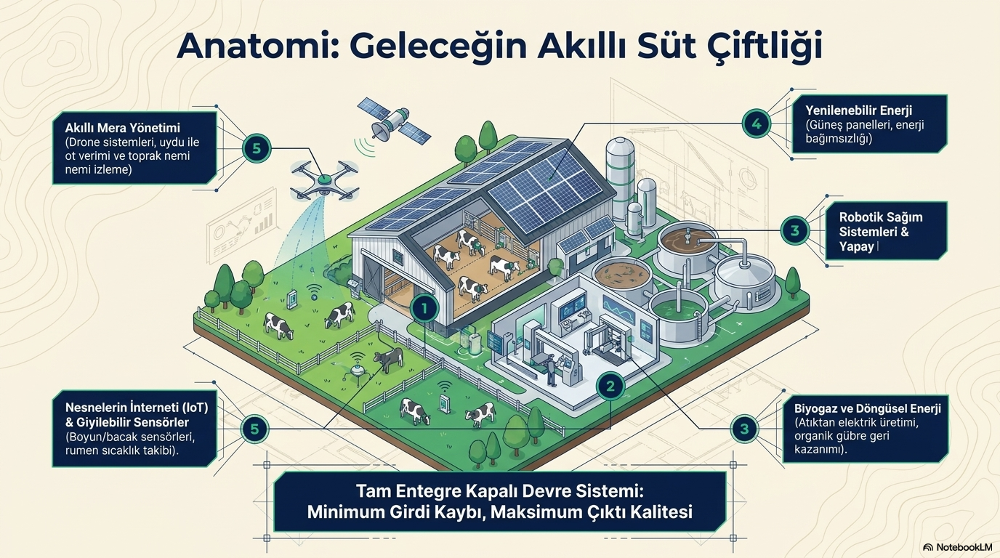 Anatomi: Geleceğin Akıllı Süt Çiftliği
Akıllı Mera Yönetimi
(Drone sistemleri, uydu ile
ot verimi ve toprak nemi
nemi izleme)
5
4
Yenilenebilir Enerji
(Güneş panelleri, enerji
bağımsızlığı)
3
Robotik Sağım
Sistemleri &
Yapay
1
2
Nesnelerin İnterneti (IoT)
& Giyilebilir Sensörler
(Boyun/bacak sensörleri,
rumen sıcaklık takibi).
5
3
Biyogaz ve Döngüsel Enerji
(Atıktan elektrik üretimi,
organik gübre geri
kazanımı).
Tam Entegre Kapalı Devre Sistemi:
Minimum Girdi Kaybı, Maksimum Çıktı Kalitesi
NotebookLM